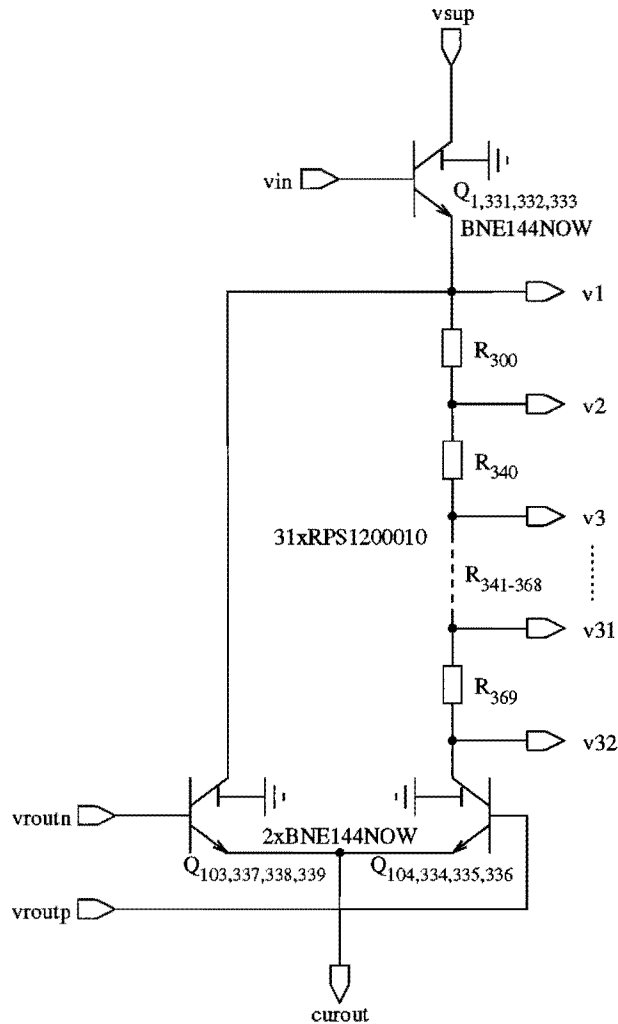 vsup
vin
Q1,331,332,333
BNE144NOW
v1
R300
v2
R340
v3
31xRPS1200010
R341-368
v31
R369
v32
vroutn
2xBNE144NOW
Q103,337,338,339
Q104,334,335,336
vroutp
curout